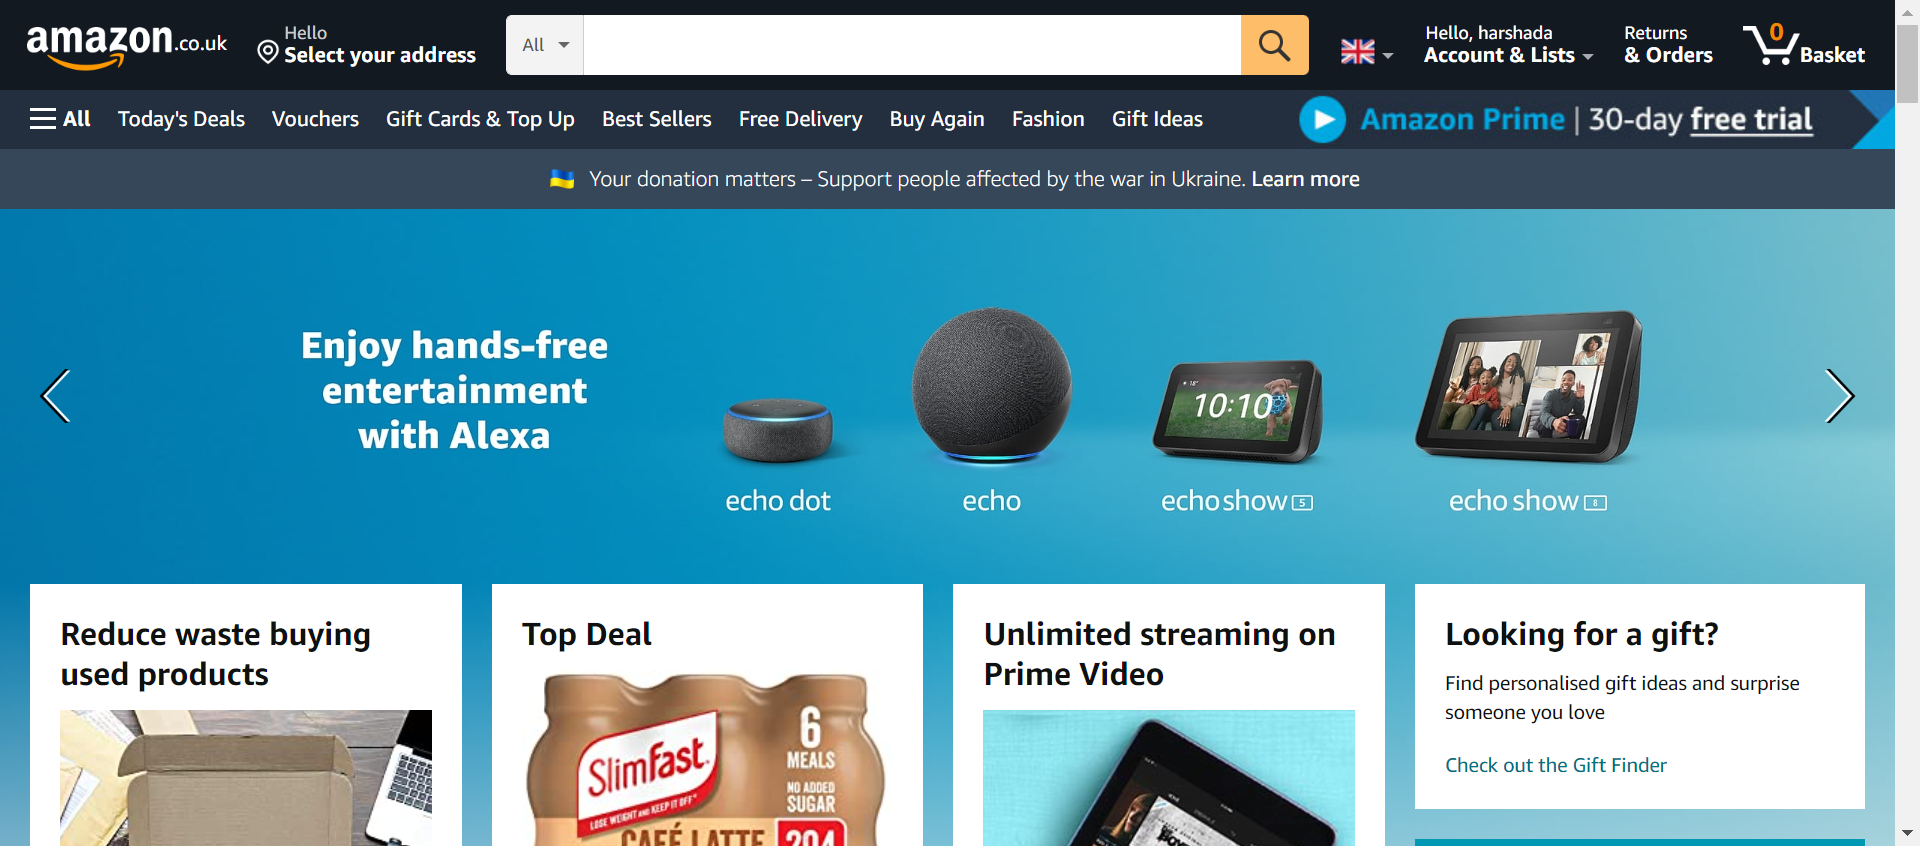 amazon.co.uk
Hello
Select your address
All
Hello, harshada
Account & Lists
Returns
& Orders
0
Basket
All
Today's Deals
Vouchers
Gift Cards & Top Up
Best Sellers
Free Delivery
Buy Again
Fashion
Gift Ideas
Amazon Prime | 30-day free trial
Your donation matters – Support people affected by the war in Ukraine. Learn more
Enjoy hands-free
entertainment
with Alexa
10:10
echo dot
echo
echo show 5
echo show 8
Reduce waste buying
used products
Top Deal
SlimFast
LOSE WEIGHT AND KEEP IT OFF
6
MEALS
NO ADDED
SUGAR
CAFÉ LATTE
204
Unlimited streaming on
Prime Video
Looking for a gift?
Find personalised gift ideas and surprise
someone you love
Check out the Gift Finder